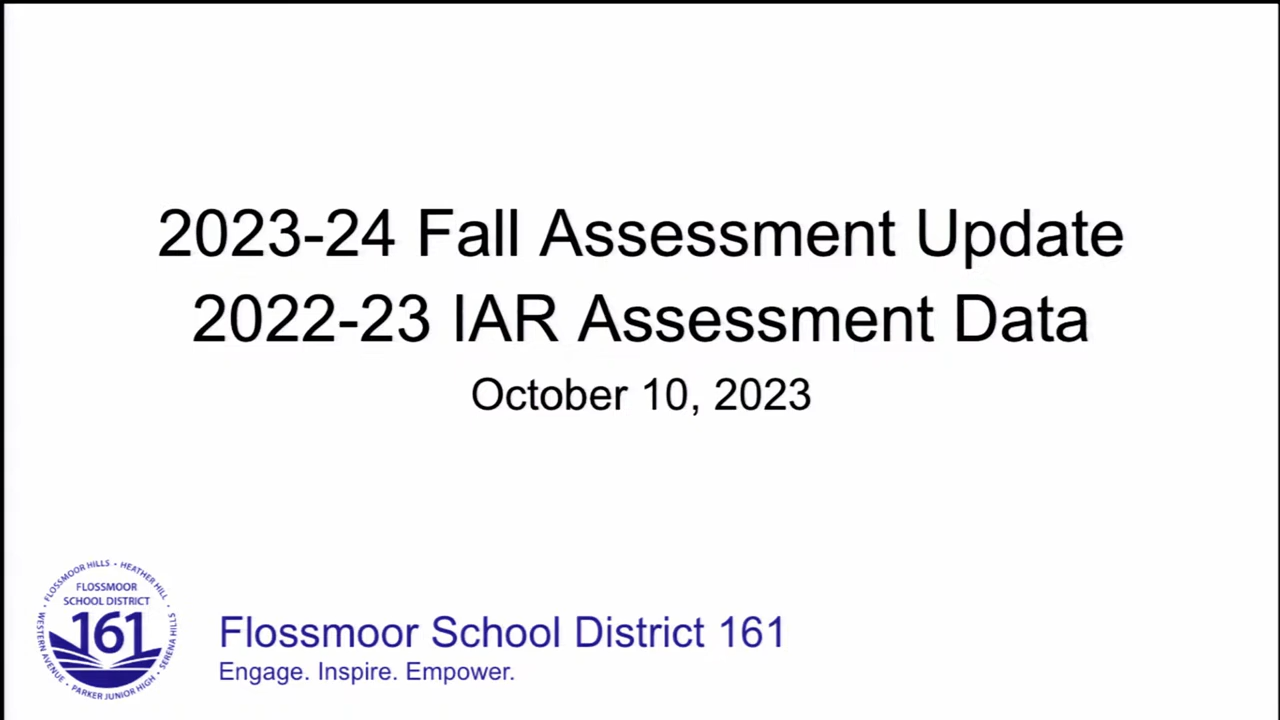 2023-24 Fall Assessment Update
2022-23 IAR Assessment Data
October 10, 2023
FLOSSMOOR HILLS • HEATHER HILL • SERENA HILLS • PARKER JUNIOR HIGH • WESTERN AVENUE •
FLOSSMOOR
SCHOOL DISTRICT
161
Flossmoor School District 161
Engage. Inspire. Empower.